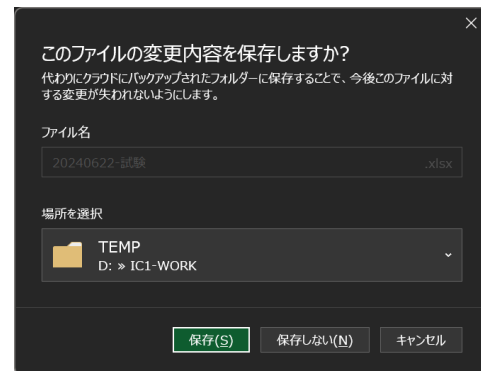 このファイルの変更内容を保存しますか?
代わりにクラウドにバックアップされたフォルダーに保存することで、今後このファイルに対
する変更が失われないようにします。
ファイル名
20240622-試験 .xlsx
場所を選択
TEMP
D: » IC1-WORK
保存(S) 保存しない(N) キャンセル